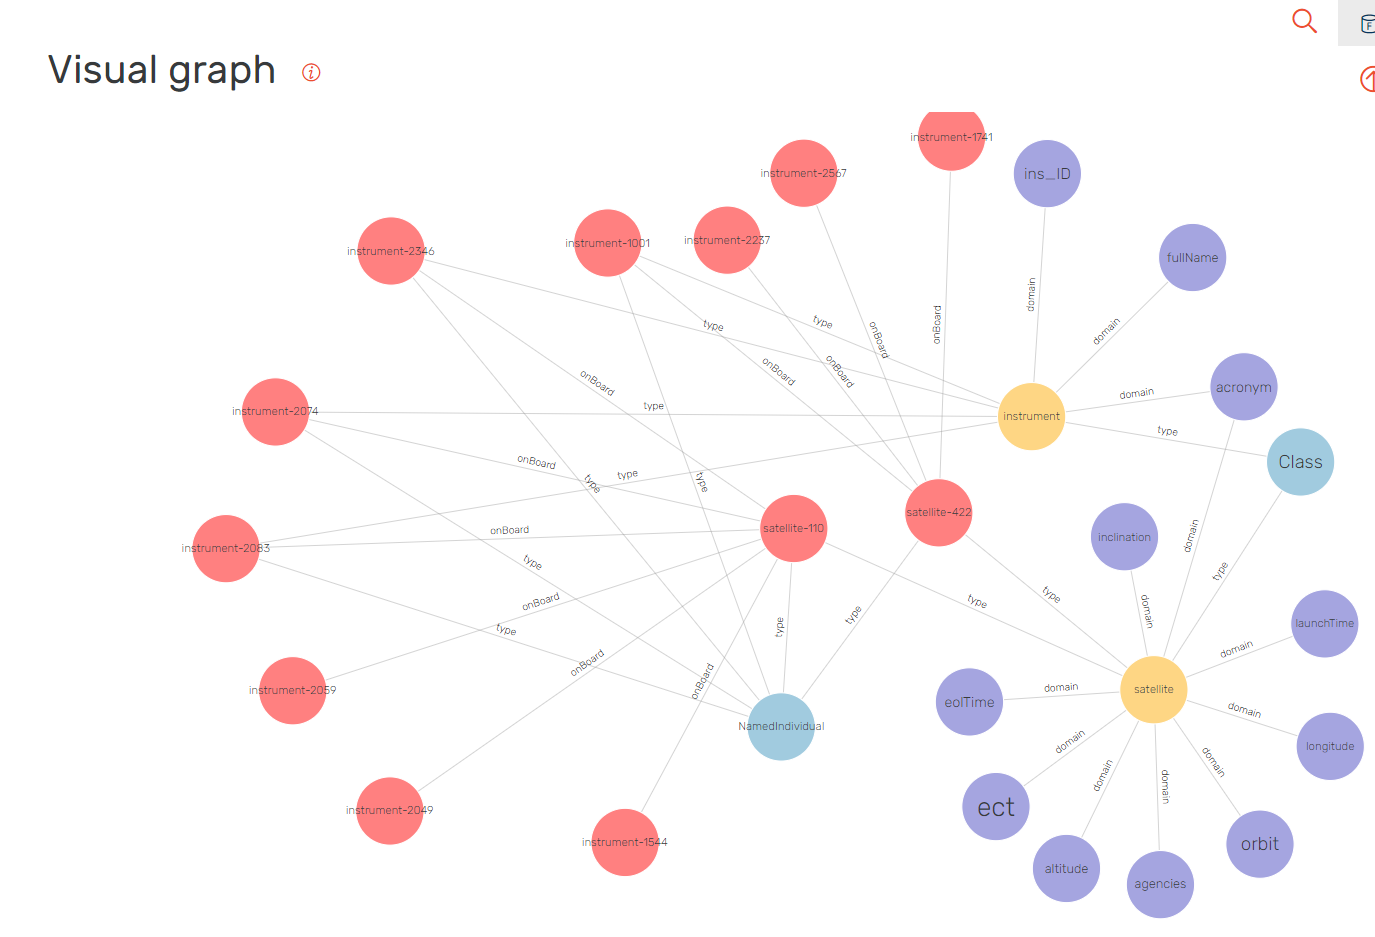 F
Visual graph
i
instrument-1741
instrument-2567
ins_ID
instrument-1001
instrument-2237
instrument-2346
fullName
domain
type
type
onBoard
domain
onBoard
onBoard
onBoard
onBoard
acronym
domain
type
instrument-2074
type
instrument
type
Class
onBoard
type
type
type
satellite-110
satellite-422
onBoard
inclination
domain
instrument-2083
type
type
onBoard
type
type
domain
type
type
type
launchTime
domain
onBoard
onBoard
instrument-2059
domain
satellite
eolTime
domain
NamedIndividual
domain
longitude
domain
domain
domain
ect
instrument-2049
instrument-1544
orbit
altitude
agencies